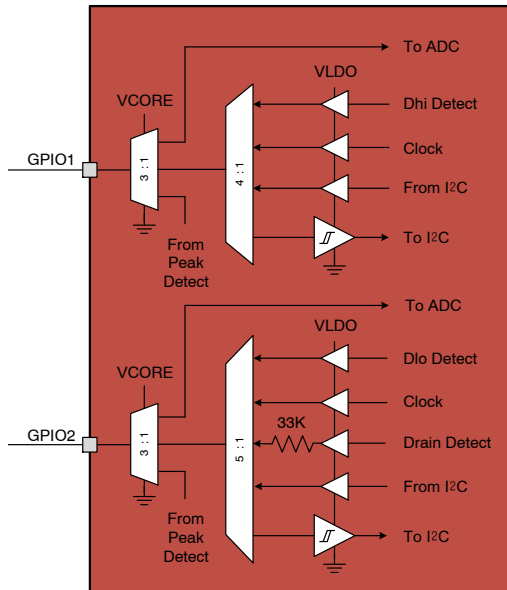 To ADC
VLDO
VCORE
Dhi Detect
Clock
GPIO1
3 : 1
4 : 1
From I2C
To I2C
From
Peak
Detect
To ADC
VLDO
VCORE
Dlo Detect
Clock
33K
GPIO2
3 : 1
5 : 1
Drain Detect
From I2C
From
Peak
Detect
To I2C